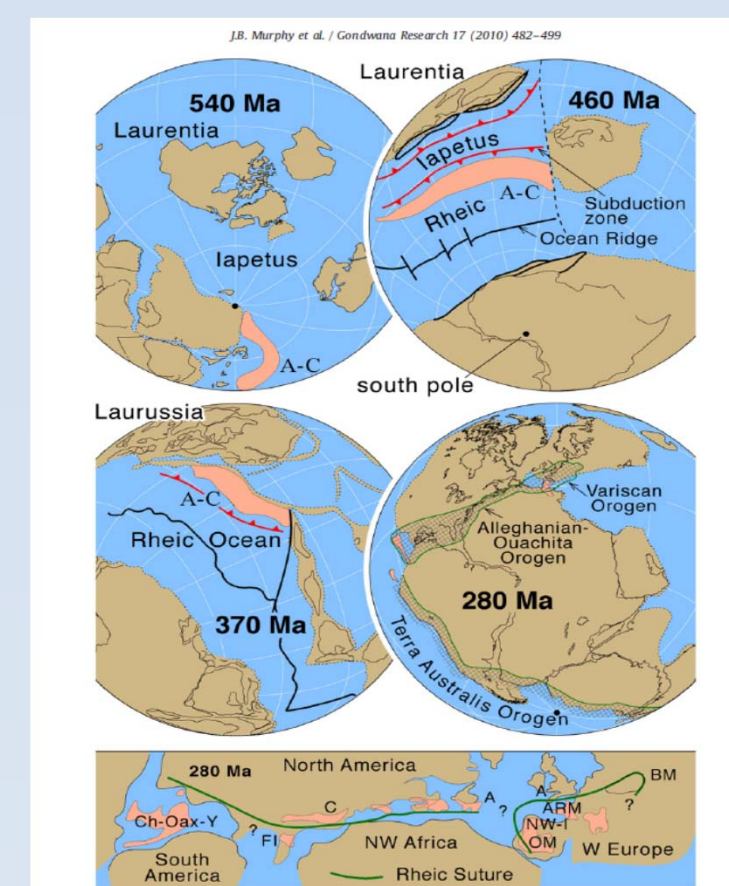 J.B. Murphy et al. / Gondwana Research 17 (2010) 482–499
540 Ma
Laurentia
Iapetus
A-C
Laurentia
460 Ma
Iapetus
A-C
Rheic
Subduction
zone
Ocean Ridge
south pole
Laurussia
A-C
Rheic Ocean
370 Ma
Variscan
Orogen
Alleghanian-
Ouachita
Orogen
280 Ma
Terra Australis Orogen
280 Ma
North America
BM
Ch-Oax-Y
C
A
?
A
ARM
?
?
FI
NW-I
OM
NW Africa
W Europe
South
America
Rheic Suture